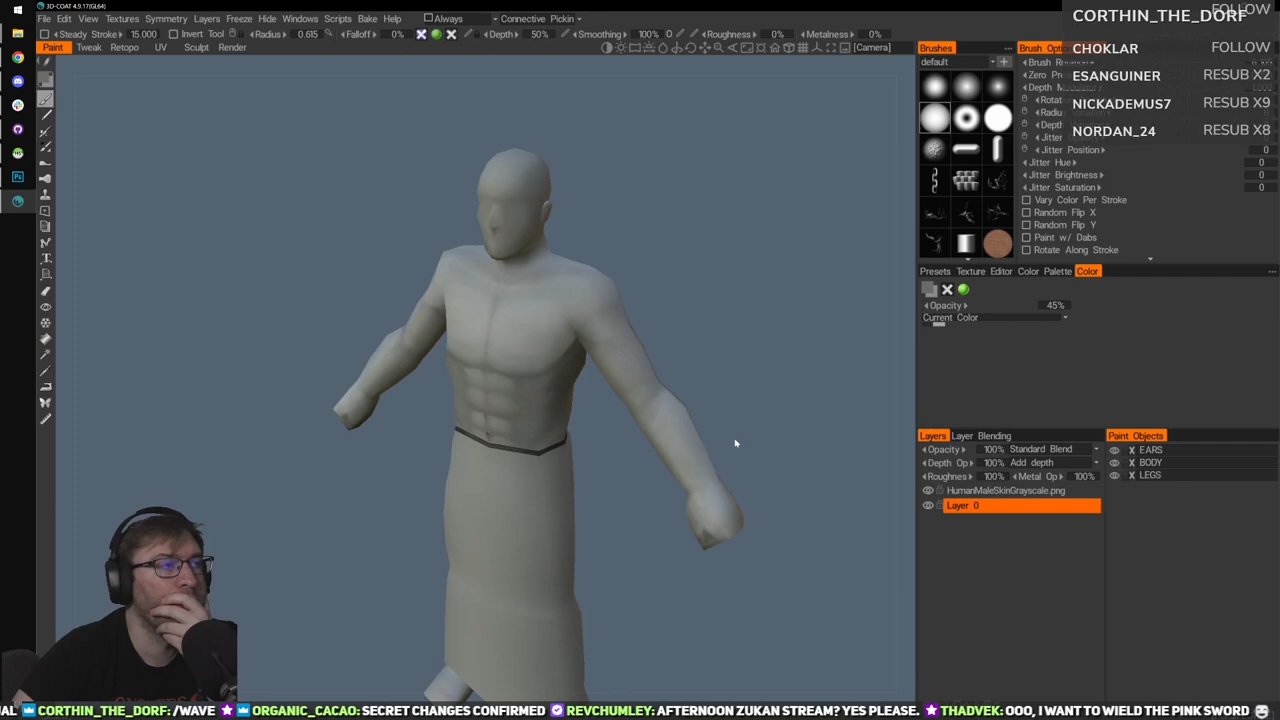 3D-COAT 4.9.17(GL64)
File Edit View Textures Symmetry Layers Freeze Hide Windows Scripts Bake Help Always Connective Pickin
Steady Stroke 15.000 Invert Tool Radius 0.615 Falloff 0% Depth 50% Smoothing 100% Roughness 0% Metalness 0%
Paint Tweak Retopo UV Sculpt Render [Camera]
Brushes
default
Zero Pre
Depth Modulator
Rotat
Depth
Jitter
Jitter Position 0
Jitter Hue 0
Jitter Brightness 0
Jitter Saturation 0
Vary Color Per Stroke
Random Flip X
Random Flip Y
Paint w/ Dabs
Rotate Along Stroke
FOLLOW
CORTHIN_THE_DORF
CHOKLAR FOLLOW
ESANGUINER RESUB X2
NICKADEMUS7 RESUB X9
NORDAN_24 RESUB X8
Presets Texture Editor Color Palette Color
Opacity 45%
Current Color
Layers Layer Blending
Opacity 100% Standard Blend
Depth Op 100% Add depth
Roughness 100% Metal Op 100%
HumanMaleSkinGrayscale.png
Layer 0
Paint Objects
X EARS
X BODY
X LEGS
UAL CORTHIN_THE_DORF: /WAVE ORGANIC_CACAO: SECRET CHANGES CONFIRMED REVCHUMLEY: AFTERNOON ZUKAN STREAM? YES PLEASE. THADVEK: OOO, I WANT TO WIELD THE PINK SWORD